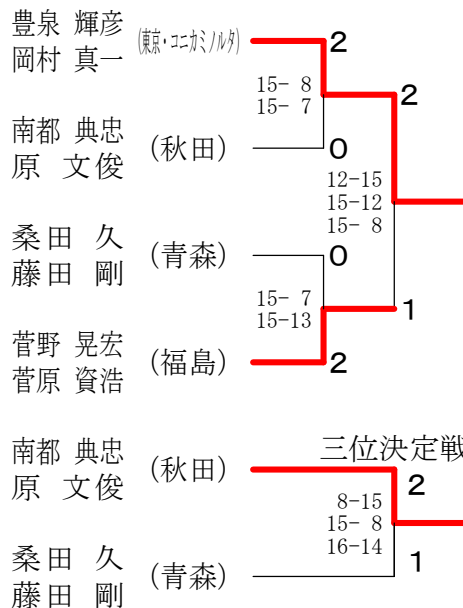 豊泉 輝彦
岡村 真一
(東京・コニカミノルタ)
2
15- 8
15- 7
2
南都 典忠
原 文俊
(秋田)
0
12-15
15-12
15- 8
桑田 久
藤田 剛
(青森)
0
15- 7
15-13
1
菅野 晃宏
菅原 資浩
(福島)
2
三位決定戦
南都 典忠
原 文俊
(秋田)
2
8-15
15- 8
16-14
桑田 久
藤田 剛
(青森)
1